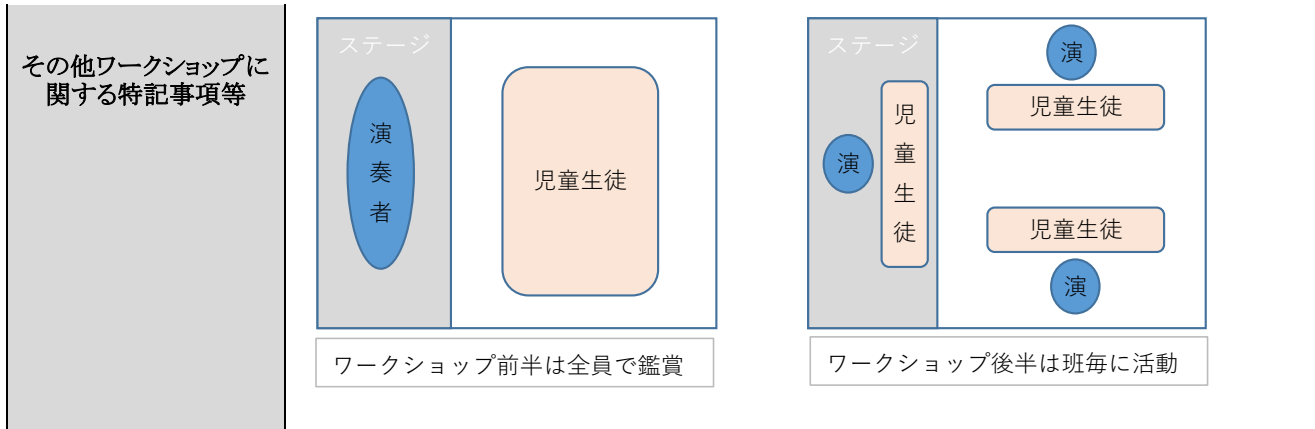 その他ワークショップに
関する特記事項等
ステージ
演
奏
者
児童生徒
ワークショップ前半は全員で鑑賞
ステージ
演
児
童
生
徒
演
児童生徒
児童生徒
演
ワークショップ後半は班毎に活動